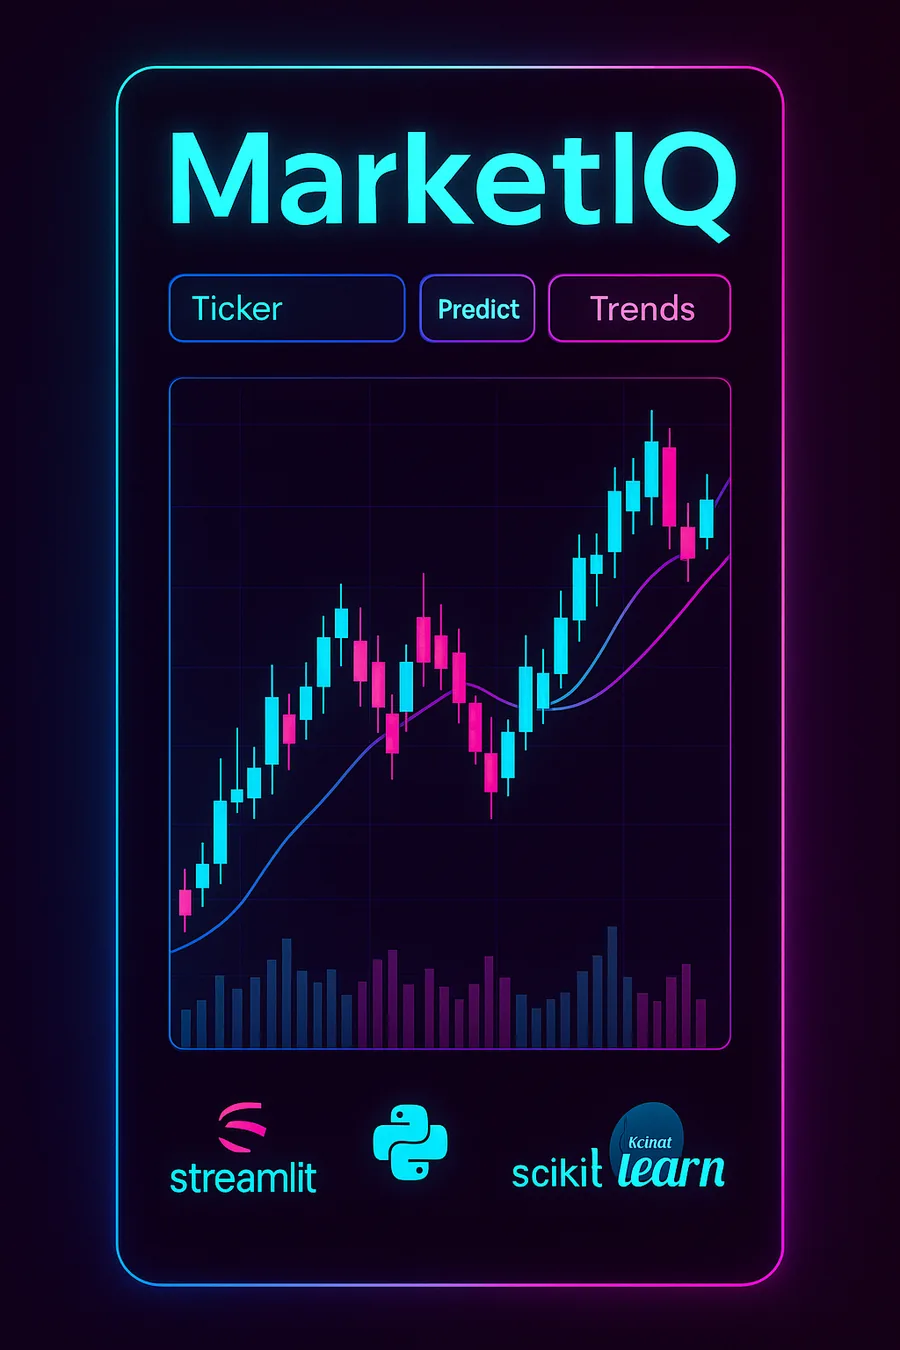 MarketIQ
Ticker
Predict
Trends
streamlit
Kcinat
scikit learn